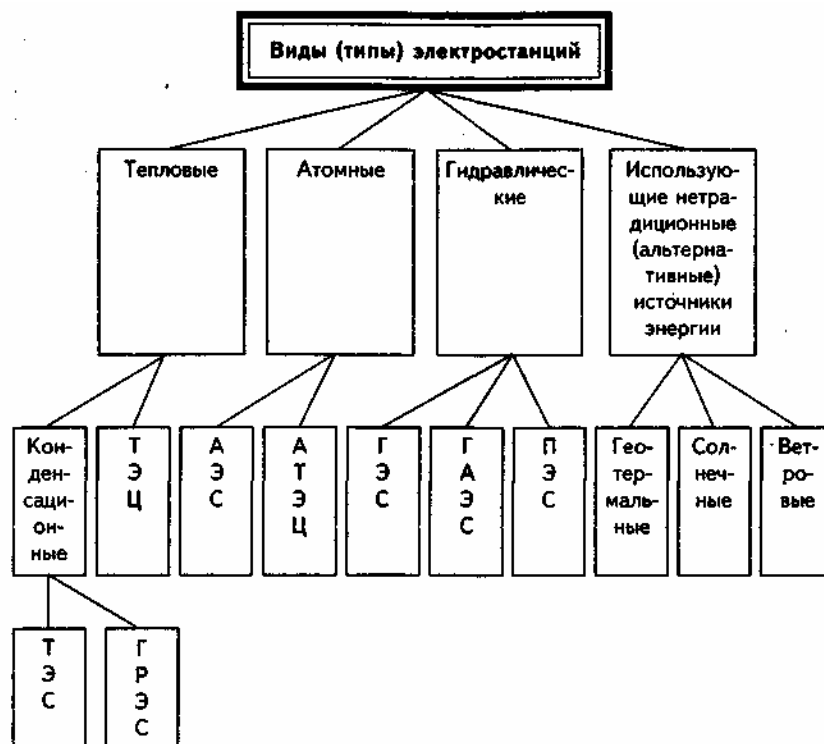 Виды (типы) электростанций
Тепловые
Атомные
Гидравличес-
кие
Использую-
щие нетра-
диционные
(альтерна-
тивные)
источники
энергии
Кон-
ден-
саци-
он-
ные
Т
Э
Ц
А
Э
С
А
Т
Э
Ц
Г
Э
С
Г
А
Э
С
П
Э
С
Гео-
тер-
маль-
ные
Сол-
неч-
ные
Вет-
ро-
вые
Т
Э
С
Г
Р
Э
С